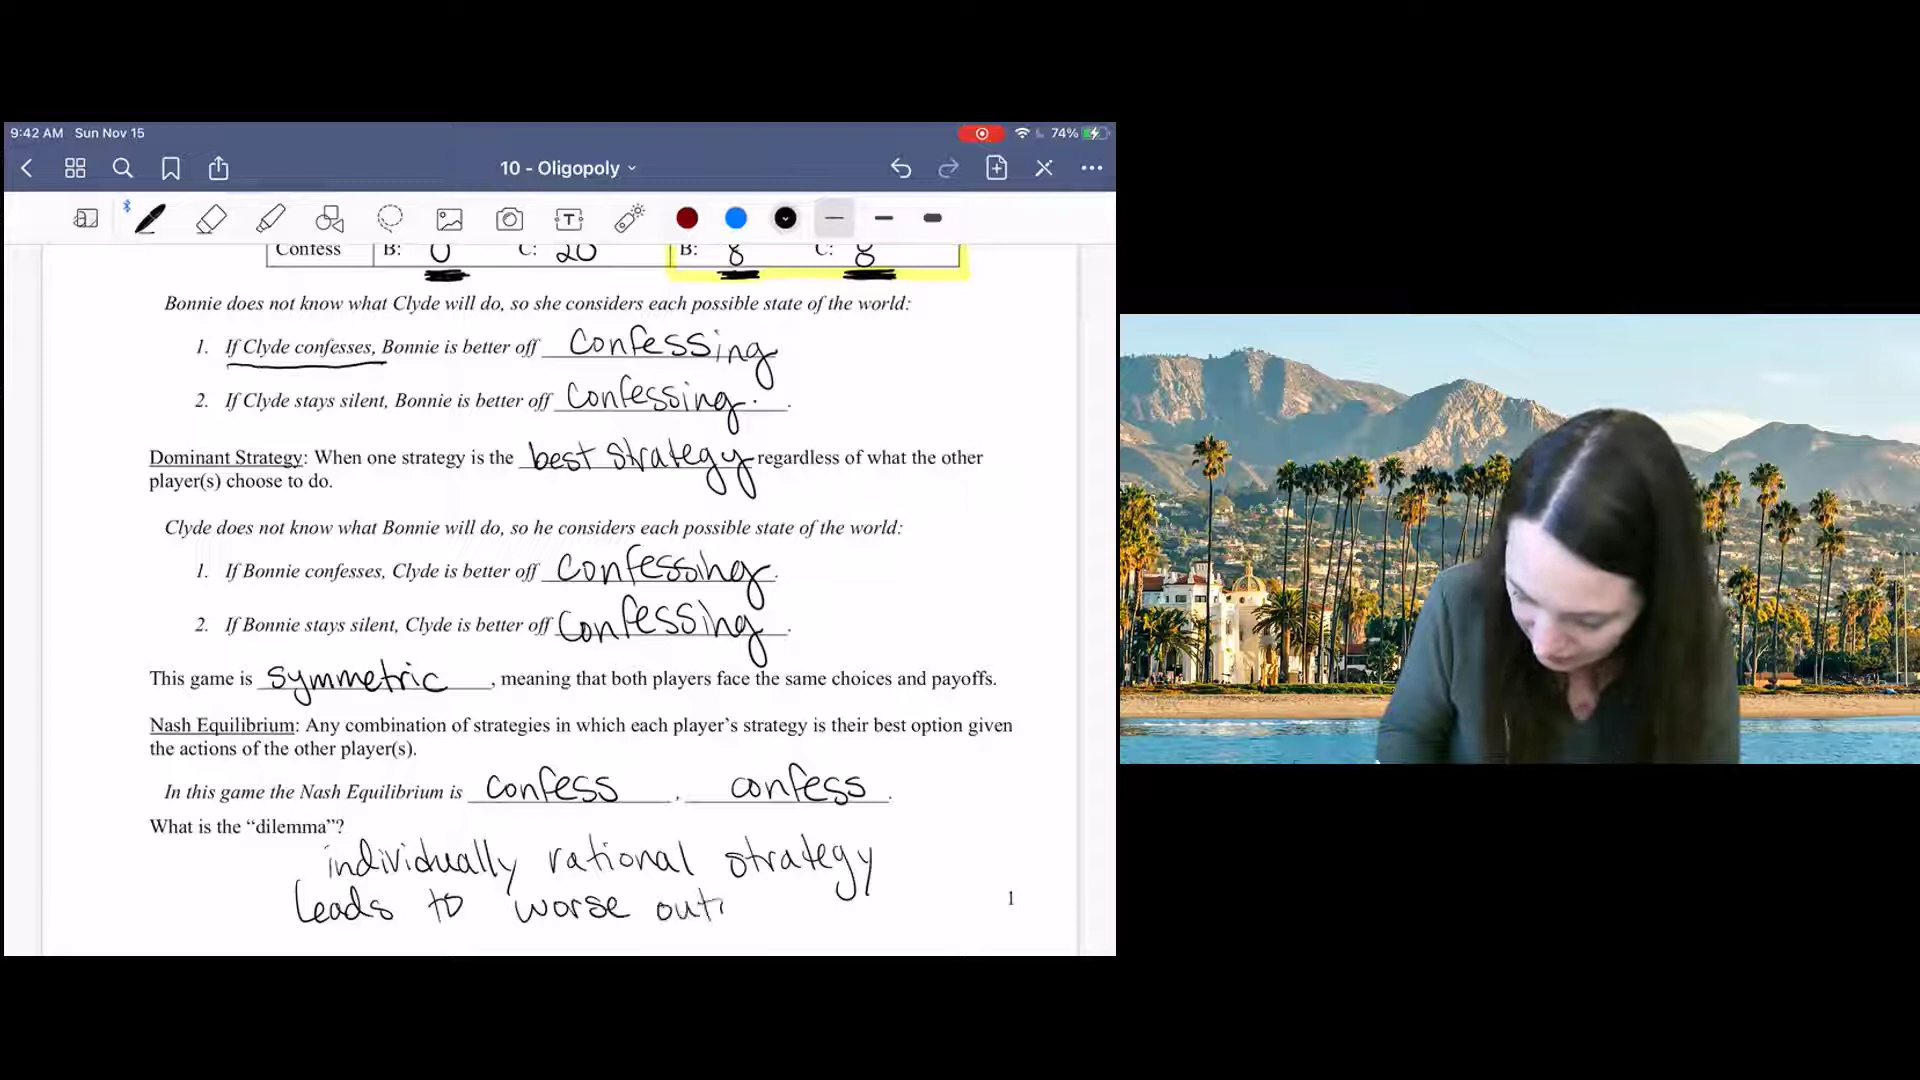 9:42 AM Sun Nov 15
74%
10 - Oligopoly
Confess B: 0 C: 20 B: 8 C: 8
Bonnie does not know what Clyde will do, so she considers each possible state of the world:
1. If Clyde confesses, Bonnie is better off confessing
2. If Clyde stays silent, Bonnie is better off confessing.
Dominant Strategy: When one strategy is the best strategy regardless of what the other
player(s) choose to do.
Clyde does not know what Bonnie will do, so he considers each possible state of the world:
1. If Bonnie confesses, Clyde is better off confessing.
2. If Bonnie stays silent, Clyde is better off confessing.
This game is symmetric, meaning that both players face the same choices and payoffs.
Nash Equilibrium: Any combination of strategies in which each player's strategy is their best option given
the actions of the other player(s).
In this game the Nash Equilibrium is confess, confess.
What is the “dilemma”?
individually rational strategy
leads to worse out
1